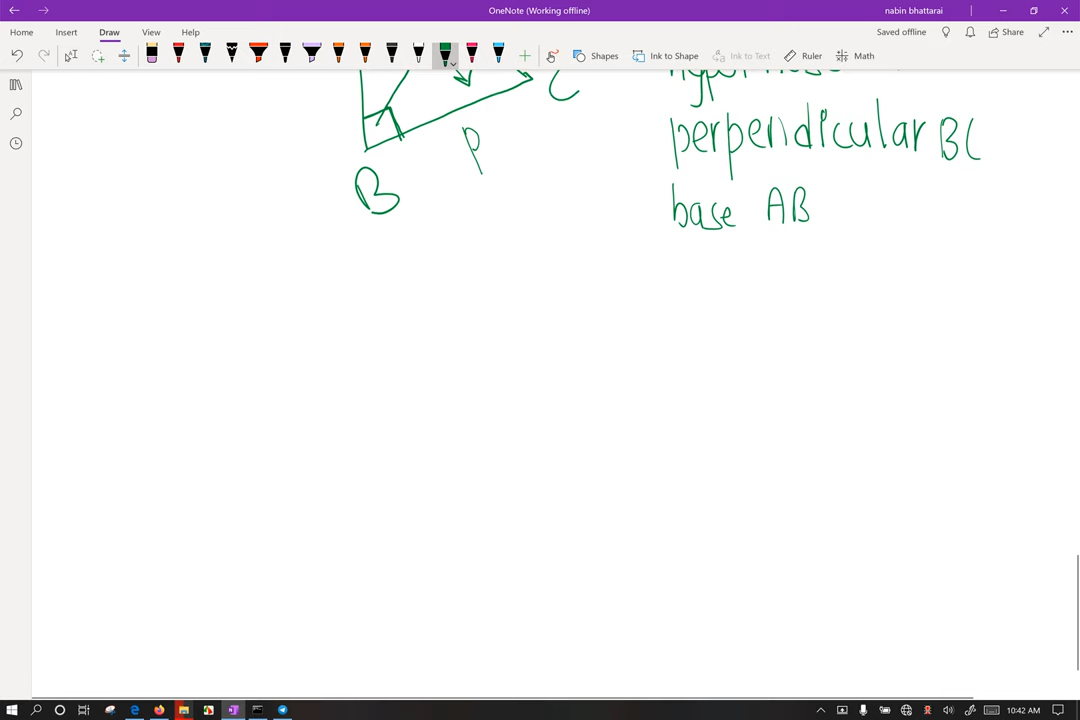 OneNote (Working offline)
nabin bhattarai
Home Insert Draw View Help
Saved offline
Share
Shapes
Ink to Shape
Ink to Text
Ruler
Math
C
perpendicular BC
P
B
base AB
10:42 AM